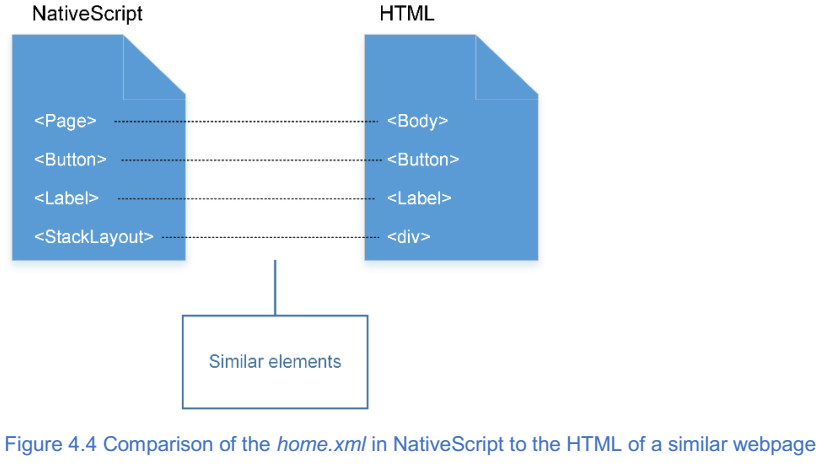 NativeScript HTML
<Page> <Body>
<Button> <Button>
<Label> <Label>
<StackLayout> <div>
Similar elements
Figure 4.4 Comparison of the home.xml in NativeScript to the HTML of a similar webpage